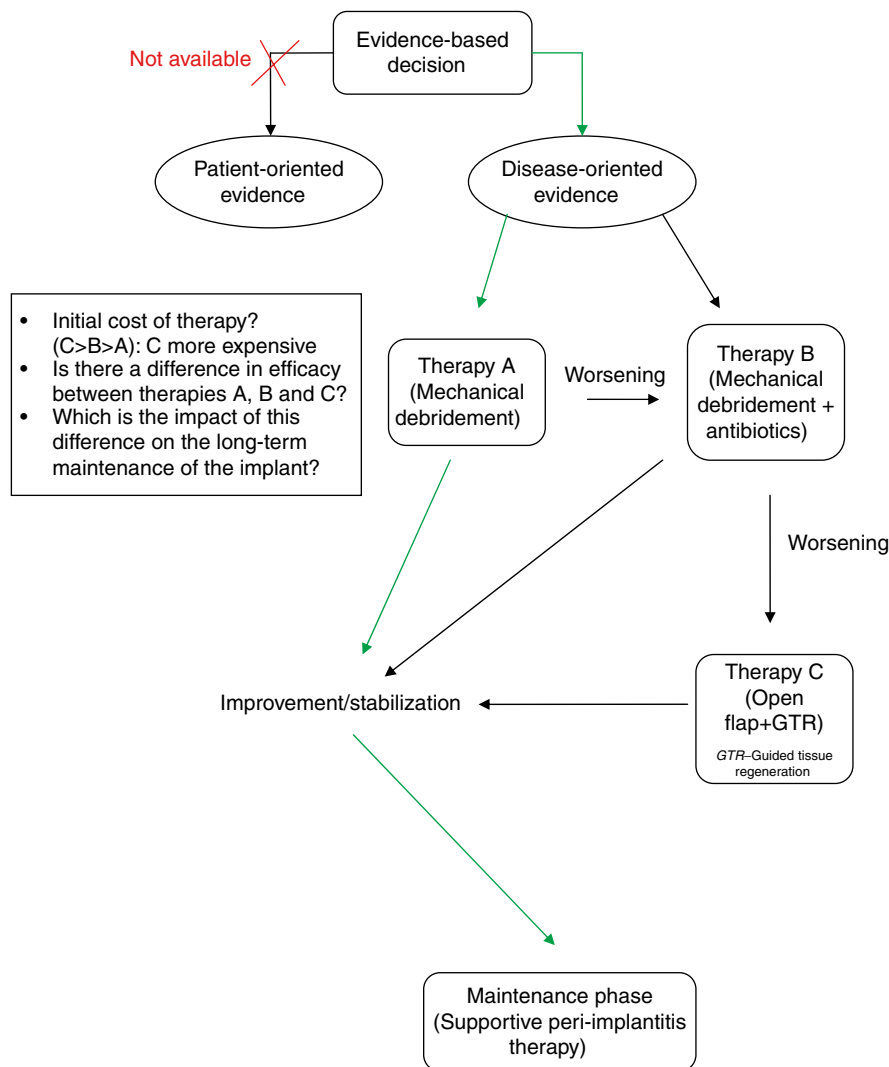 Evidence-based
decision
Not available
Patient-oriented
evidence
Disease-oriented
evidence
• Initial cost of therapy?
(C>B>A): C more expensive
• Is there a difference in efficacy
between therapies A, B and C?
• Which is the impact of this
difference on the long-term
maintenance of the implant?
Therapy A
(Mechanical
debridement)
Worsening
Therapy B
(Mechanical
debridement +
antibiotics)
Worsening
Therapy C
(Open
flap+GTR)
GTR–Guided tissue
regeneration
Improvement/stabilization
Maintenance phase
(Supportive peri-implantitis
therapy)